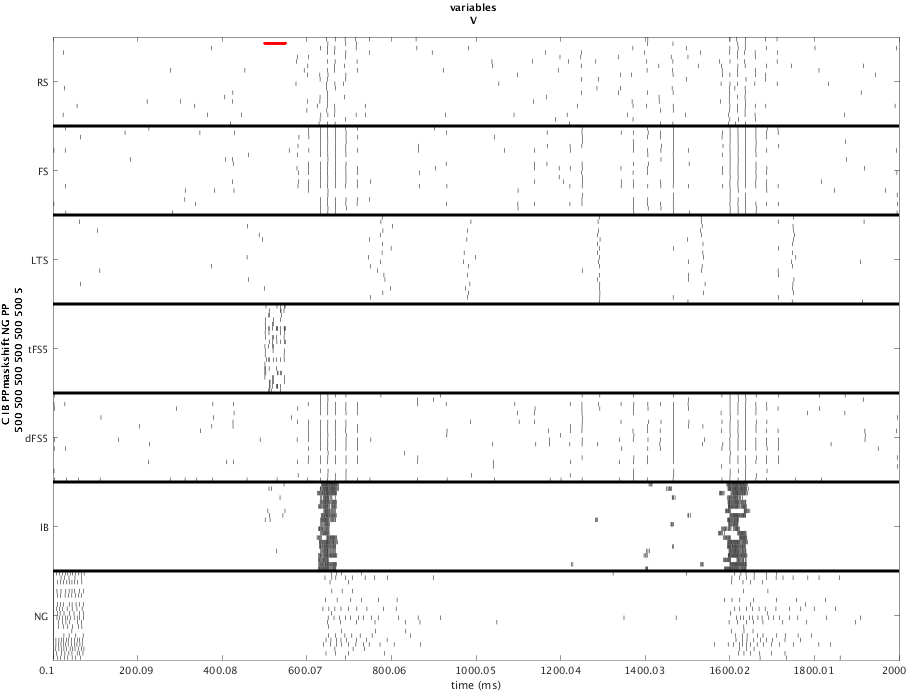 variables
V
RS
FS
LTS
tFS5
dFS5
IB
NG
C IB PPmaskshift NG PP
500 500 500 500 500 5
0.1 200.09 400.08 600.07 800.06 1000.05 1200.04 1400.03 1600.02 1800.01 2000
time (ms)